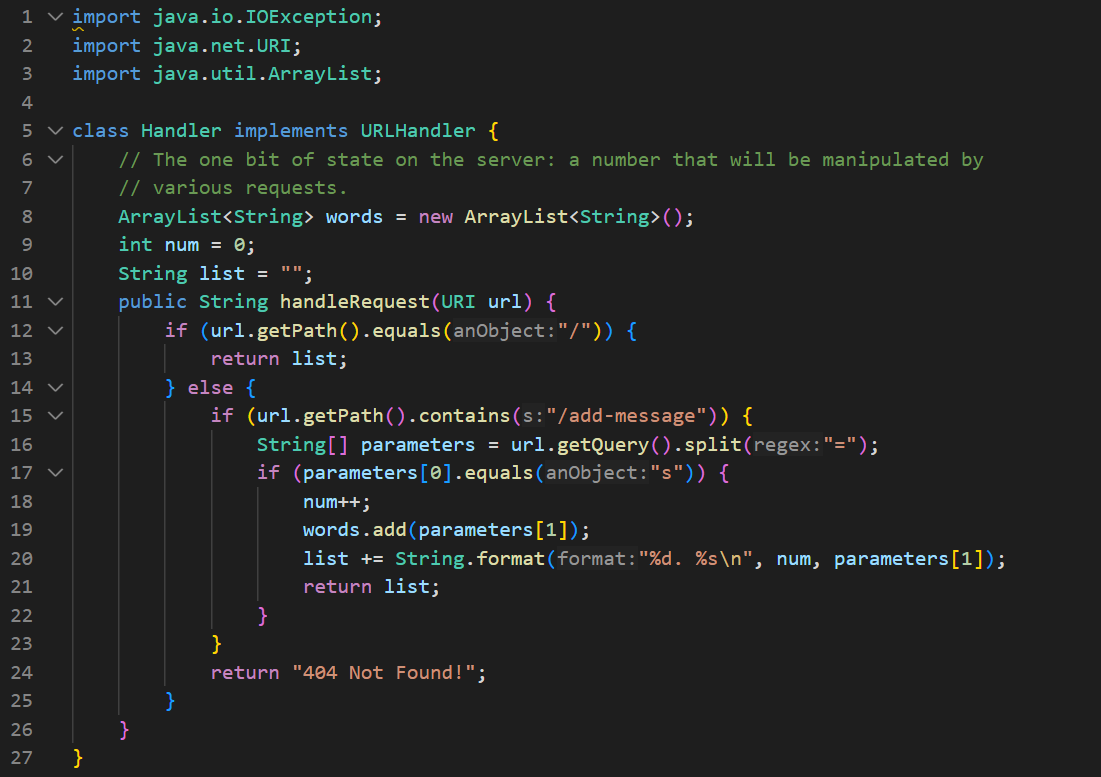 1 import java.io.IOException;
2 import java.net.URI;
3 import java.util.ArrayList;
4
5 class Handler implements URLHandler {
6     // The one bit of state on the server: a number that will be manipulated by
7     // various requests.
8     ArrayList<String> words = new ArrayList<String>();
9     int num = 0;
10     String list = "";
11     public String handleRequest(URI url) {
12         if (url.getPath().equals(anObject:"/")) {
13             return list;
14         } else {
15             if (url.getPath().contains(s:"/add-message")) {
16                 String[] parameters = url.getQuery().split(regex:"=");
17                 if (parameters[0].equals(anObject:"s")) {
18                     num++;
19                     words.add(parameters[1]);
20                     list += String.format(format:"%d. %s\n", num, parameters[1]);
21                     return list;
22                 }
23             }
24             return "404 Not Found!";
25         }
26     }
27 }